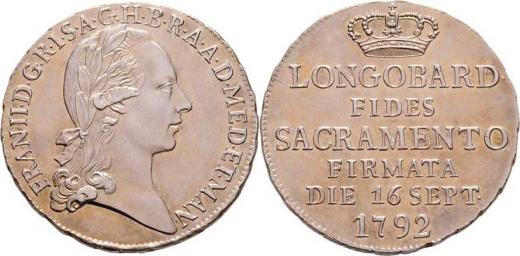 FRAN·II·D·G·R·I·S·A·G·H·B·R·A·A·D·MED·ET·MAN·
LONGOBARD·
FIDES
SACRAMENTO
FIRMATA
DIE 16 SEPT·
1792